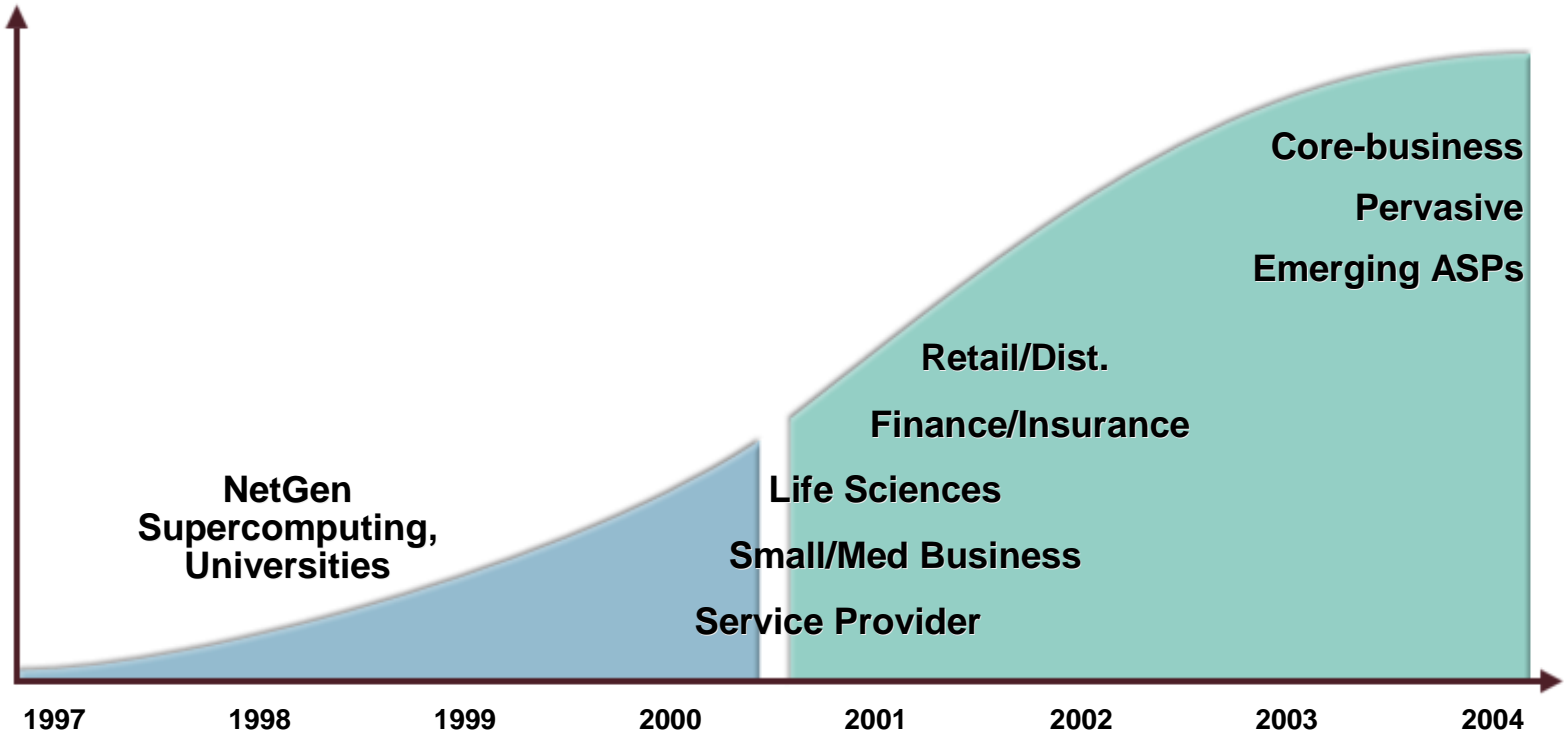 Core-business
Pervasive
Emerging ASPs
Retail/Dist.
Finance/Insurance
NetGen
Supercomputing,
Universities
Life Sciences
Small/Med Business
Service Provider
1997 1998 1999 2000 2001 2002 2003 2004